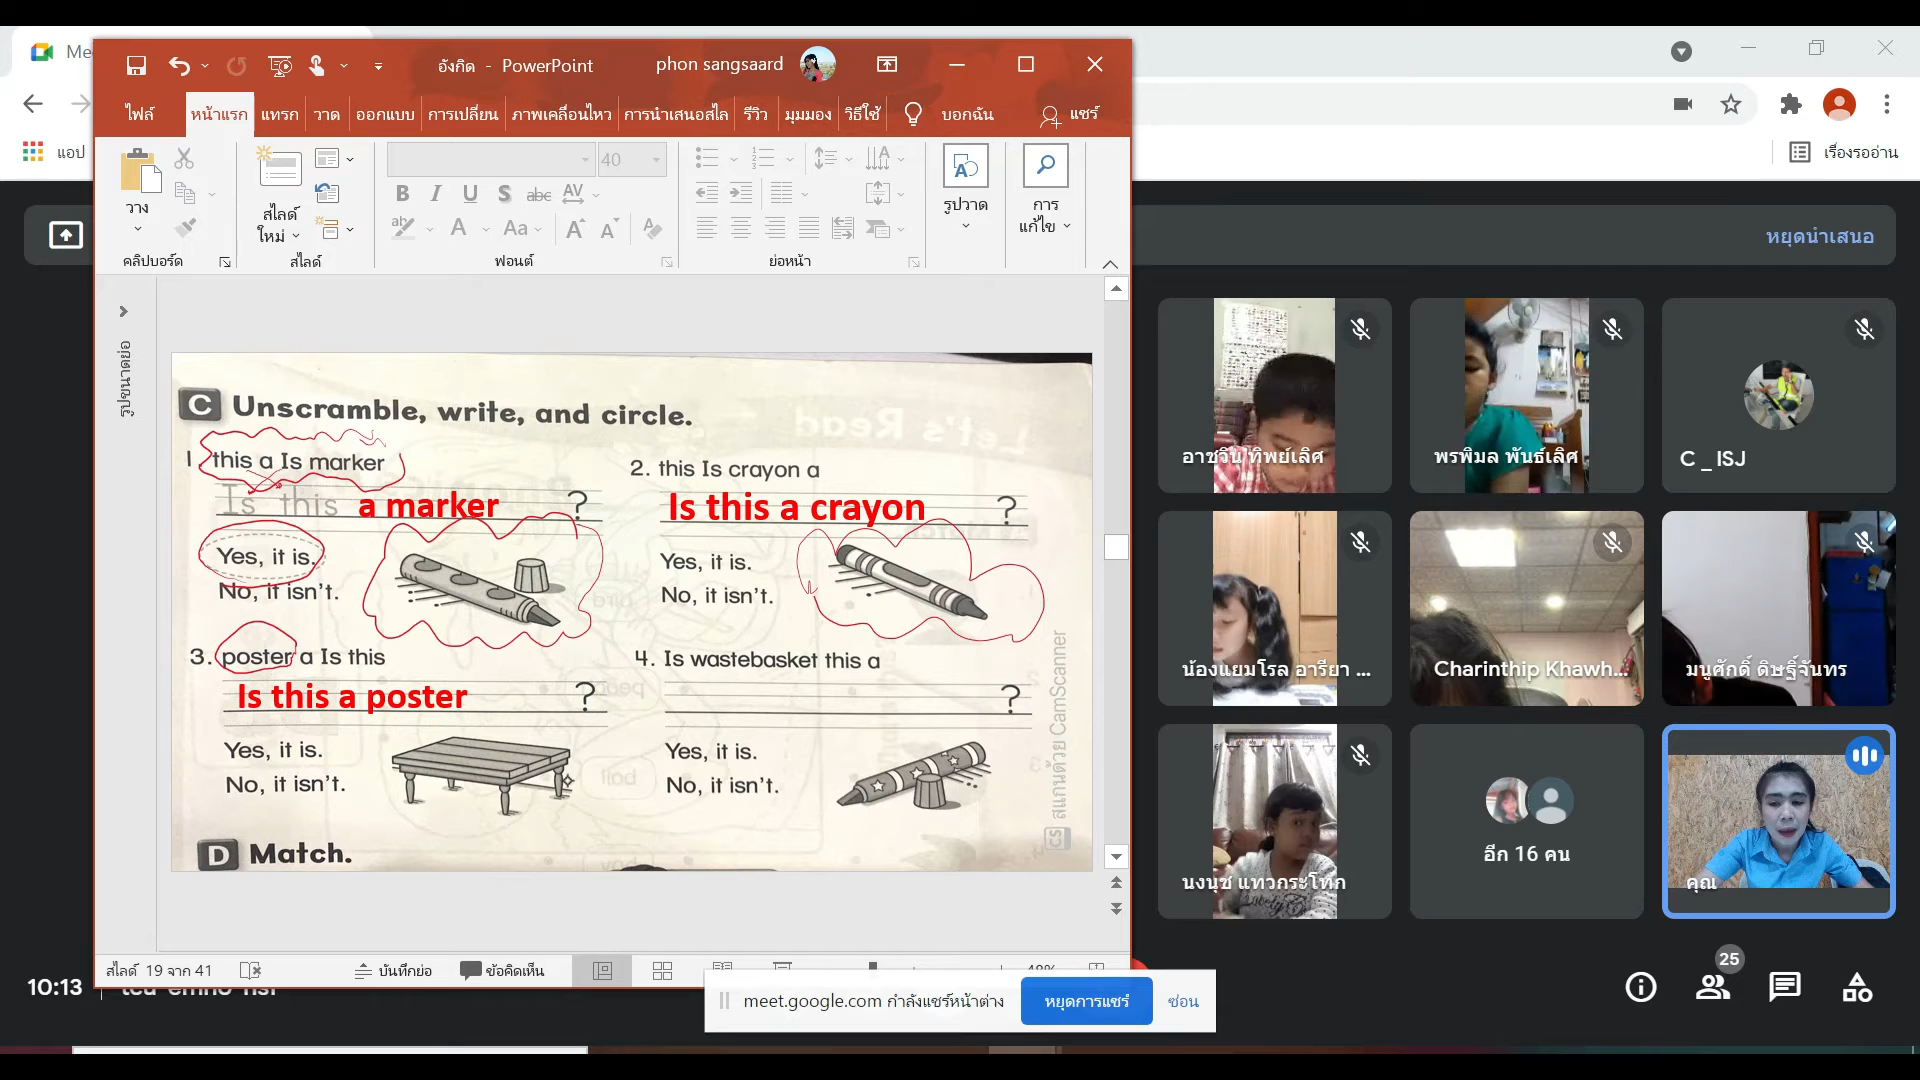 Me
อังกิด - PowerPoint
phon sangsaard
ไฟล์ หน้าแรก แทรก วาด ออกแบบ การเปลี่ยน ภาพเคลื่อนไหว การนำเสนอสไล รีวิว มุมมอง วิธีใช้ บอกฉัน แชร์
แอป
เรื่องรออ่าน
40
วาง
สไลด์
ใหม่
รูปวาด
การ
แก้ไข
คลิปบอร์ด
สไลด์
ฟอนต์
ย่อหน้า
หยุดนำเสนอ
รูปขนาดย่อ
C Unscramble, write, and circle.
1. this a Is marker
Is this a marker ?
Yes, it is.
No, it isn't.
2. this Is crayon a
Is this a crayon ?
Yes, it is.
No, it isn't.
3. poster a Is this
Is this a poster ?
Yes, it is.
No, it isn't.
4. Is wastebasket this a
?
Yes, it is.
No, it isn't.
D Match.
CS สแกนด้วย CamScanner
อาชวิน ทิพย์เลิศ
พรพิมล พันธ์เลิศ
C _ ISJ
น้องแยมโรล อารียา ...
Charinthip Khawh...
มนูศักดิ์ ดิษฐิ์จันทร
นงนุช แทวกระโทก
อีก 16 คน
คุณ
สไลด์ 19 จาก 41
บันทึกย่อ
ข้อคิดเห็น
48%
10:13
meet.google.com กำลังแชร์หน้าต่าง
หยุดการแชร์
ซ่อน
25